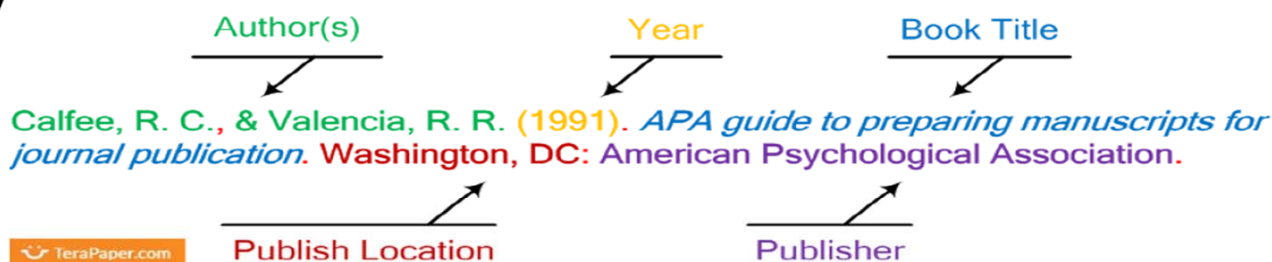 Author(s) Year Book Title
Calfee, R. C., & Valencia, R. R. (1991). APA guide to preparing manuscripts for
journal publication. Washington, DC: American Psychological Association.
TeraPaper.com Publish Location Publisher